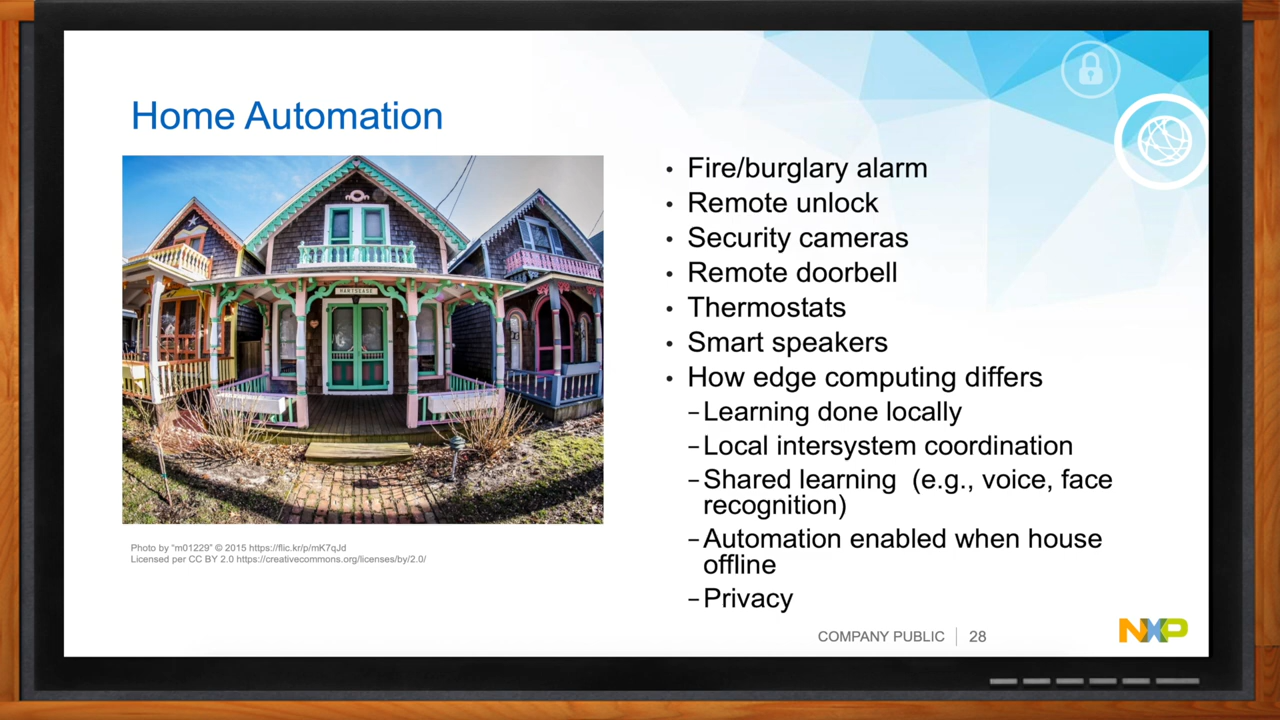 Home Automation
HARTSEASE
Photo by "m01229" © 2015 https://flic.kr/p/mK7qJd
Licensed per CC BY 2.0 https://creativecommons.org/licenses/by/2.0/
• Fire/burglary alarm
• Remote unlock
• Security cameras
• Remote doorbell
• Thermostats
• Smart speakers
• How edge computing differs
–Learning done locally
–Local intersystem coordination
–Shared learning (e.g., voice, face
recognition)
–Automation enabled when house
offline
–Privacy
COMPANY PUBLIC | 28
NXP